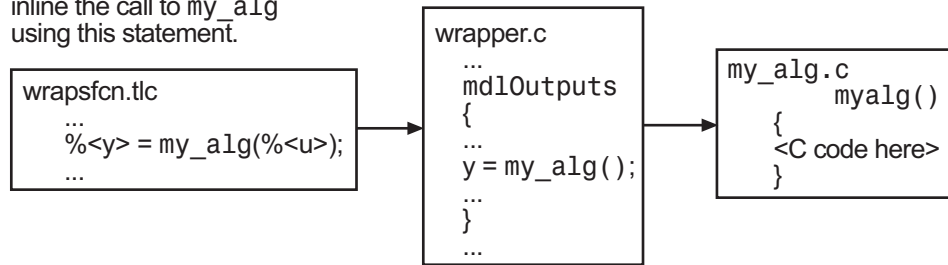 inline the call to my_alg
using this statement.
wrapsfcn.tlc
...
%<y> = my_alg(%<u>);
...
wrapper.c
...
mdlOutputs
{
...
y = my_alg();
...
}
...
my_alg.c
myalg()
{
<C code here>
}